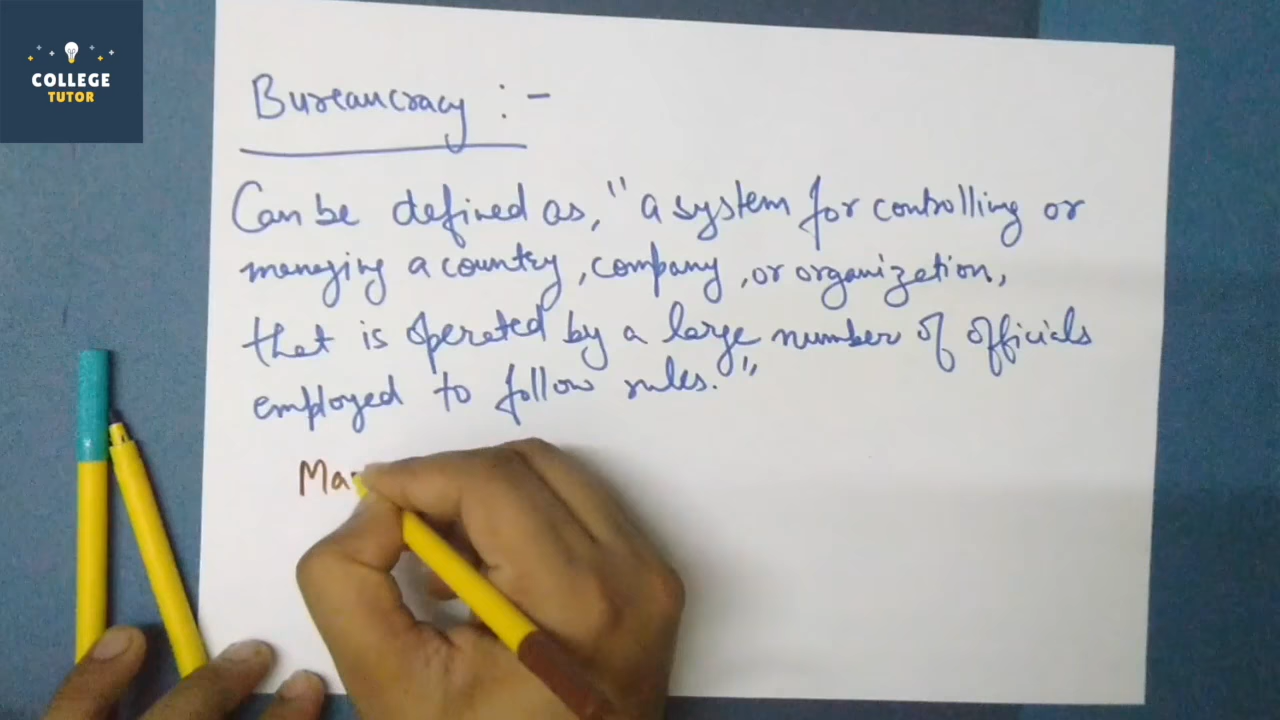 COLLEGE
TUTOR
Bureaucracy :-
Can be defined as, "a system for controlling or
managing a country, company, or organization,
that is operated by a large number of officials
employed to follow rules."
Ma